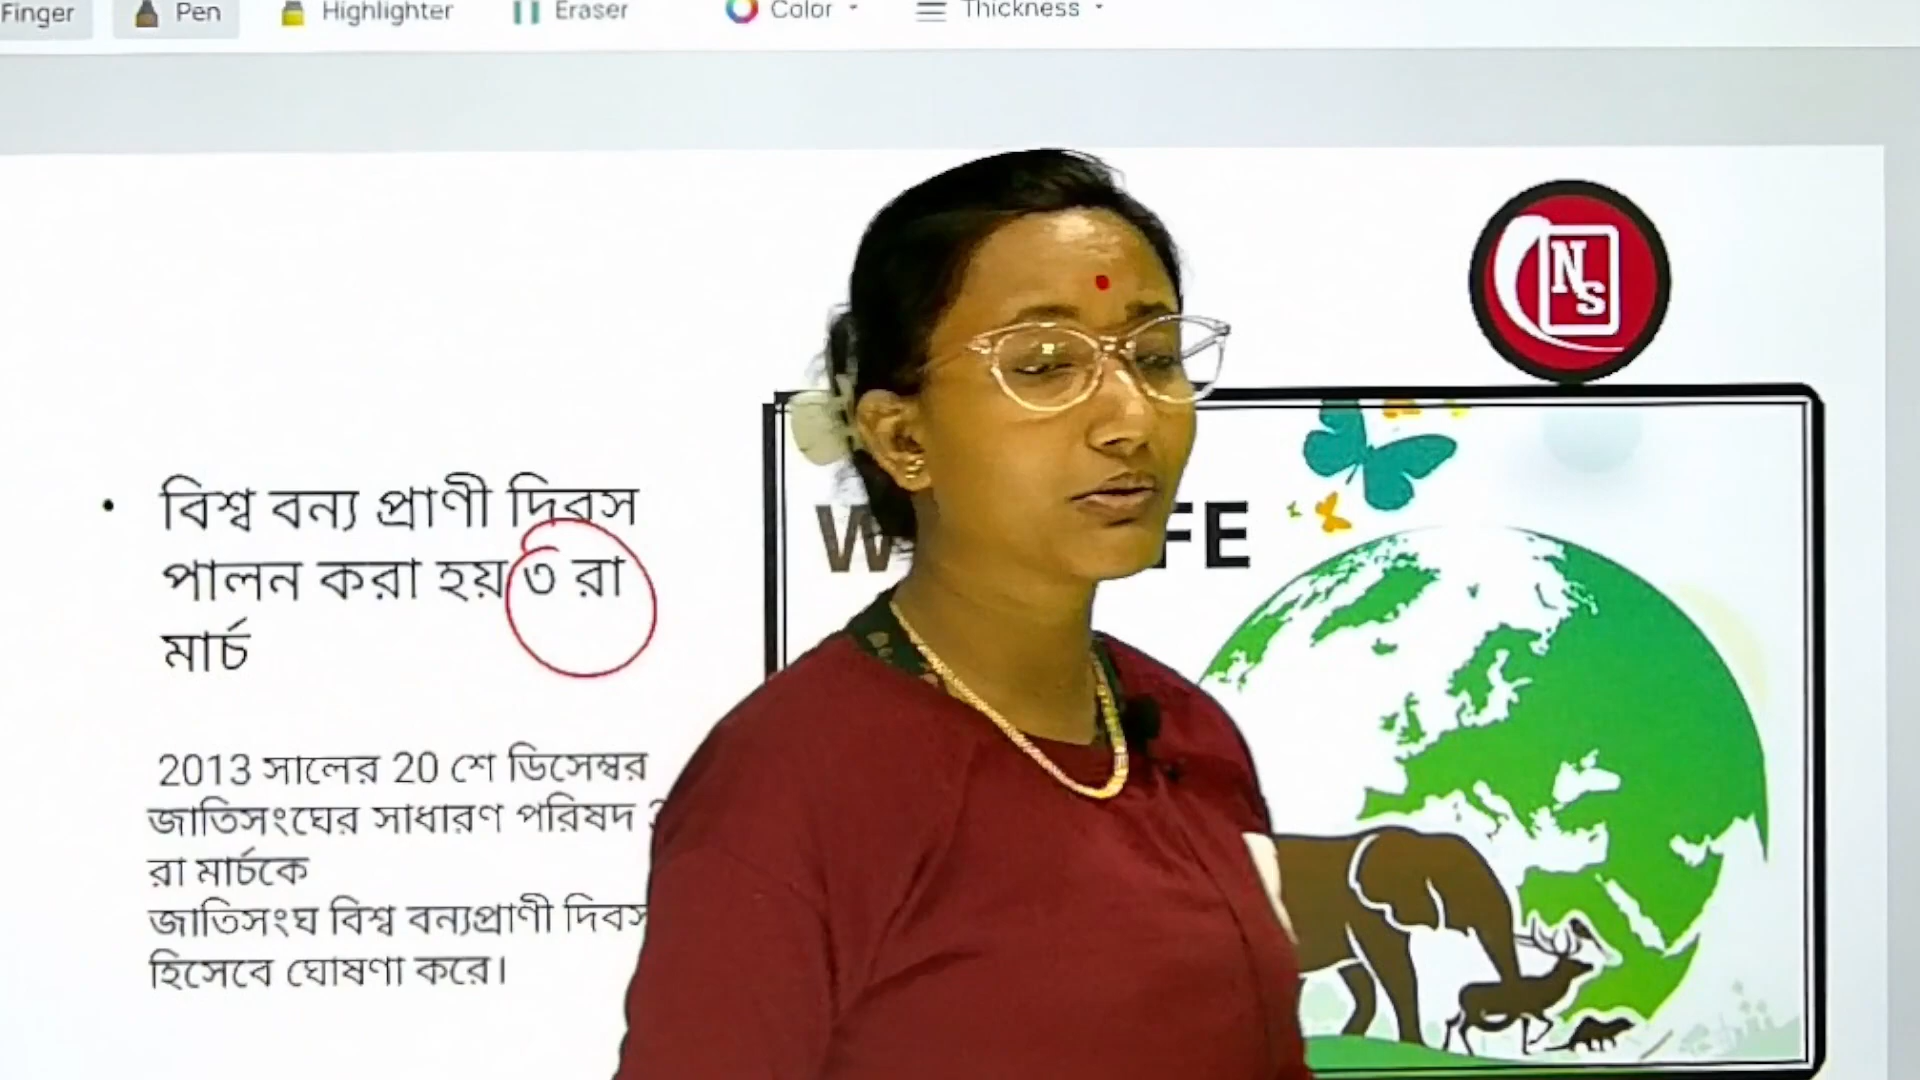 Finger Pen Highlighter Eraser Color Thickness
NS
• বিশ্ব বন্য প্রাণী দিবস
পালন করা হয় ৩ রা
মার্চ
2013 সালের 20 শে ডিসেম্বর
জাতিসংঘের সাধারণ পরিষদ
রা মার্চকে
জাতিসংঘ বিশ্ব বন্যপ্রাণী দিবস
হিসেবে ঘোষণা করে।